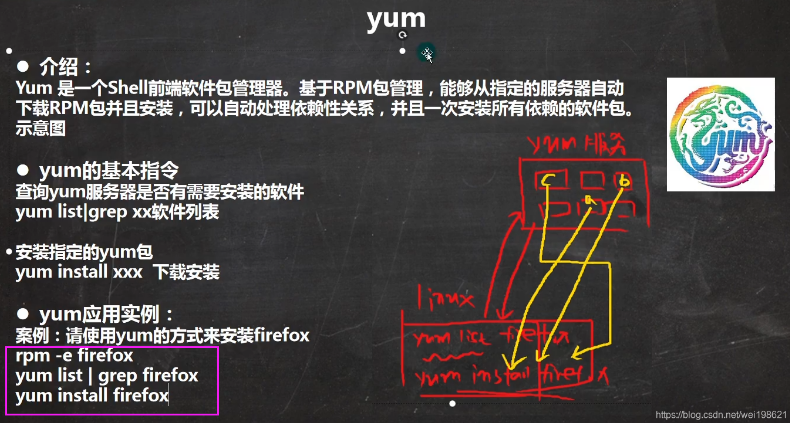 yum
● 介绍：
Yum 是一个Shell前端软件包管理器。基于RPM包管理，能够从指定的服务器自动
下载RPM包并且安装，可以自动处理依赖性关系，并且一次安装所有依赖的软件包。
示意图
yum
● yum的基本指令
查询yum服务器是否有需要安装的软件
yum list|grep xx软件列表
安装指定的yum包
yum install xxx 下载安装
● yum应用实例：
案例：请使用yum的方式来安装firefox
rpm -e firefox
yum list | grep firefox
yum install firefox
yum 服务
c
b
a
linux
yum list firefox
yum install firefox
https://blog.csdn.net/wei198621